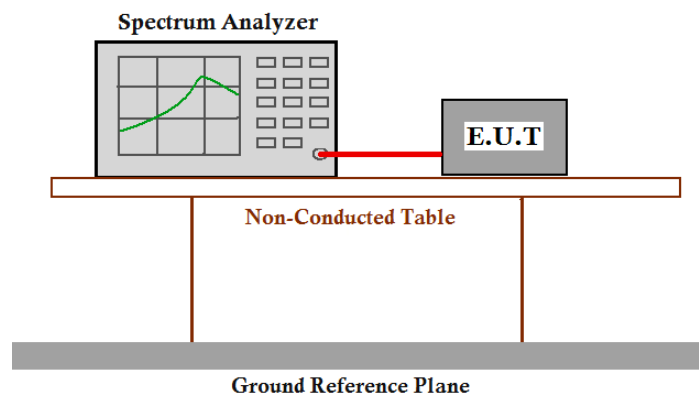 Spectrum Analyzer
E.U.T
Non-Conducted Table
Ground Reference Plane